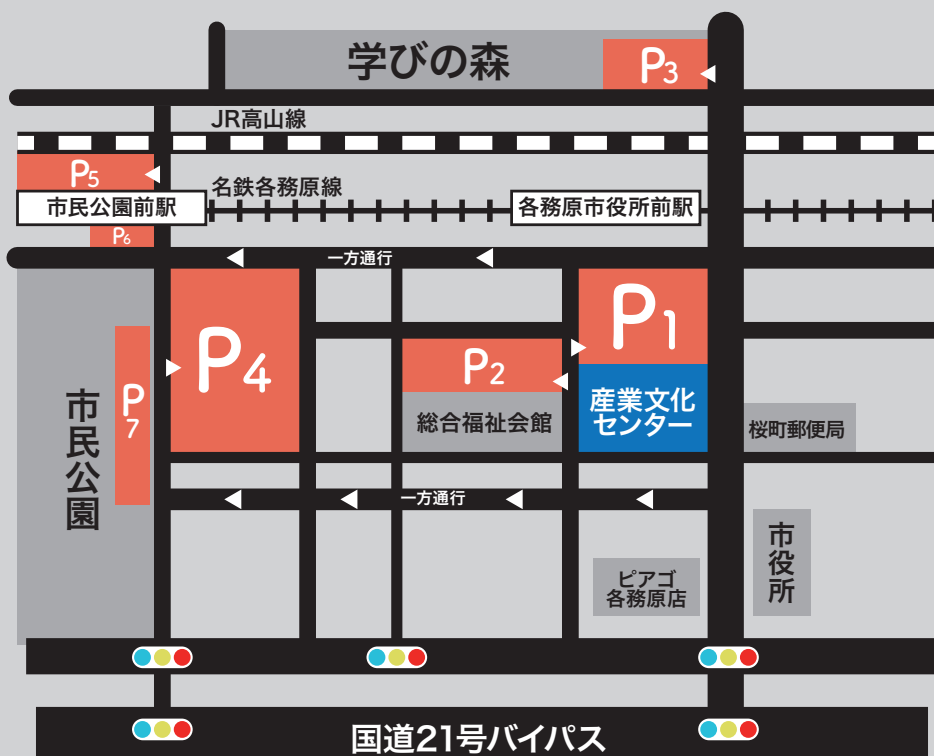 学びの森
P3
JR高山線
P5
名鉄各務原線
市民公園前駅
各務原市役所前駅
P6
一方通行
P1
P4
P2
P
7
産業文化
センター
市民公園
総合福祉会館
桜町郵便局
一方通行
市役所
ピアゴ
各務原店
国道21号バイパス